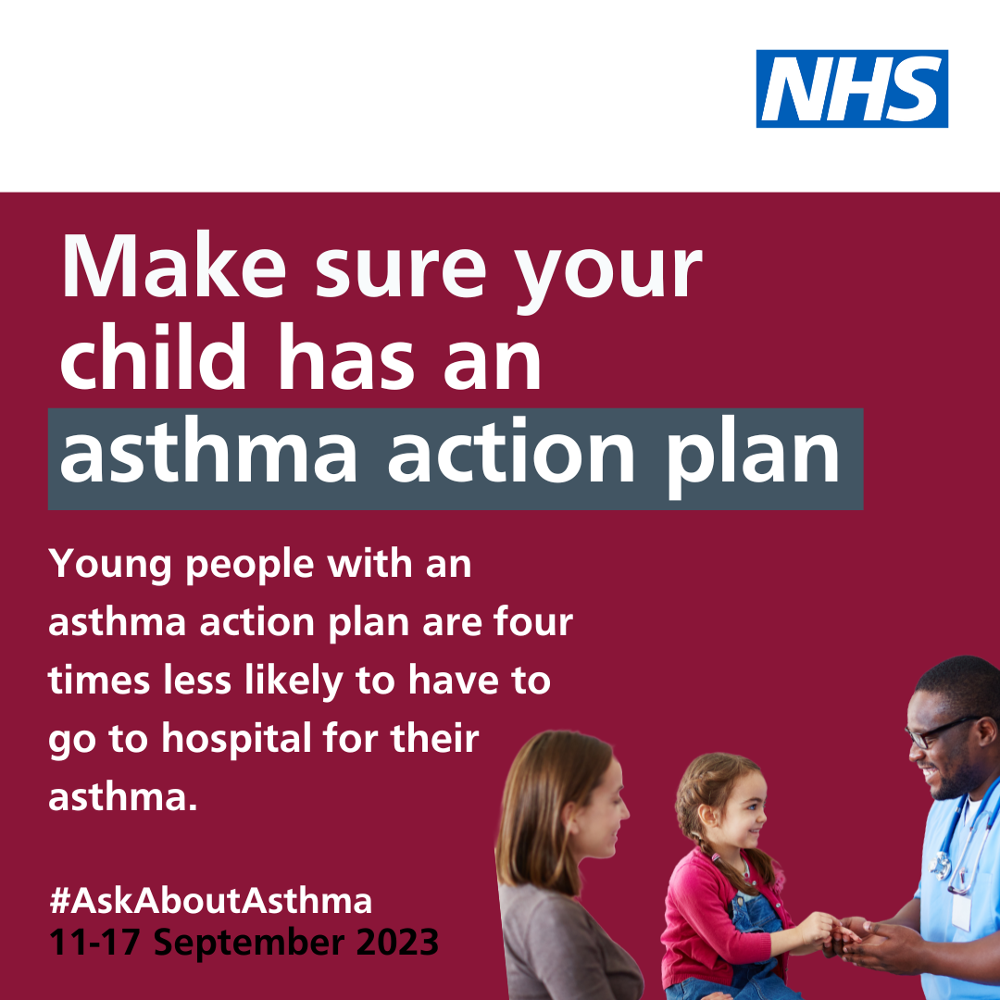 NHS
Make sure your
child has an
asthma action plan
Young people with an
asthma action plan are four
times less likely to have to
go to hospital for their
asthma.
#AskAboutAsthma
11-17 September 2023